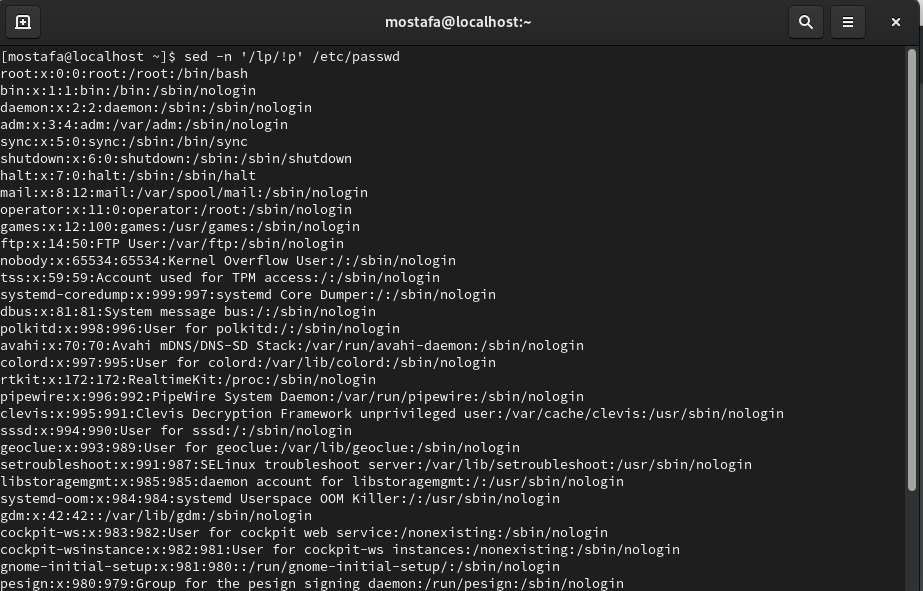 mostafa@localhost:~
[mostafa@localhost ~]$ sed -n '/lp/!p' /etc/passwd
root:x:0:0:root:/root:/bin/bash
bin:x:1:1:bin:/bin:/sbin/nologin
daemon:x:2:2:daemon:/sbin:/sbin/nologin
adm:x:3:4:adm:/var/adm:/sbin/nologin
sync:x:5:0:sync:/sbin:/bin/sync
shutdown:x:6:0:shutdown:/sbin:/sbin/shutdown
halt:x:7:0:halt:/sbin:/sbin/halt
mail:x:8:12:mail:/var/spool/mail:/sbin/nologin
operator:x:11:0:operator:/root:/sbin/nologin
games:x:12:100:games:/usr/games:/sbin/nologin
ftp:x:14:50:FTP User:/var/ftp:/sbin/nologin
nobody:x:65534:65534:Kernel Overflow User:/:/sbin/nologin
tss:x:59:59:Account used for TPM access:/:/sbin/nologin
systemd-coredump:x:999:997:systemd Core Dumper:/:/sbin/nologin
dbus:x:81:81:System message bus:/:/sbin/nologin
polkitd:x:998:996:User for polkitd:/:/sbin/nologin
avahi:x:70:70:Avahi mDNS/DNS-SD Stack:/var/run/avahi-daemon:/sbin/nologin
colord:x:997:995:User for colord:/var/lib/colord:/sbin/nologin
rtkit:x:172:172:RealtimeKit:/proc:/sbin/nologin
pipewire:x:996:992:PipeWire System Daemon:/var/run/pipewire:/sbin/nologin
clevis:x:995:991:Clevis Decryption Framework unprivileged user:/var/cache/clevis:/usr/sbin/nologin
sssd:x:994:990:User for sssd:/:/sbin/nologin
geoclue:x:993:989:User for geoclue:/var/lib/geoclue:/sbin/nologin
setroubleshoot:x:991:987:SELinux troubleshoot server:/var/lib/setroubleshoot:/usr/sbin/nologin
libstoragemgmt:x:985:985:daemon account for libstoragemgmt:/:/usr/sbin/nologin
systemd-oom:x:984:984:systemd Userspace OOM Killer:/:/usr/sbin/nologin
gdm:x:42:42::/var/lib/gdm:/sbin/nologin
cockpit-ws:x:983:982:User for cockpit web service:/nonexisting:/sbin/nologin
cockpit-wsinstance:x:982:981:User for cockpit-ws instances:/nonexisting:/sbin/nologin
gnome-initial-setup:x:981:980::/run/gnome-initial-setup/:/sbin/nologin
pesign:x:980:979:Group for the pesign signing daemon:/run/pesign:/sbin/nologin